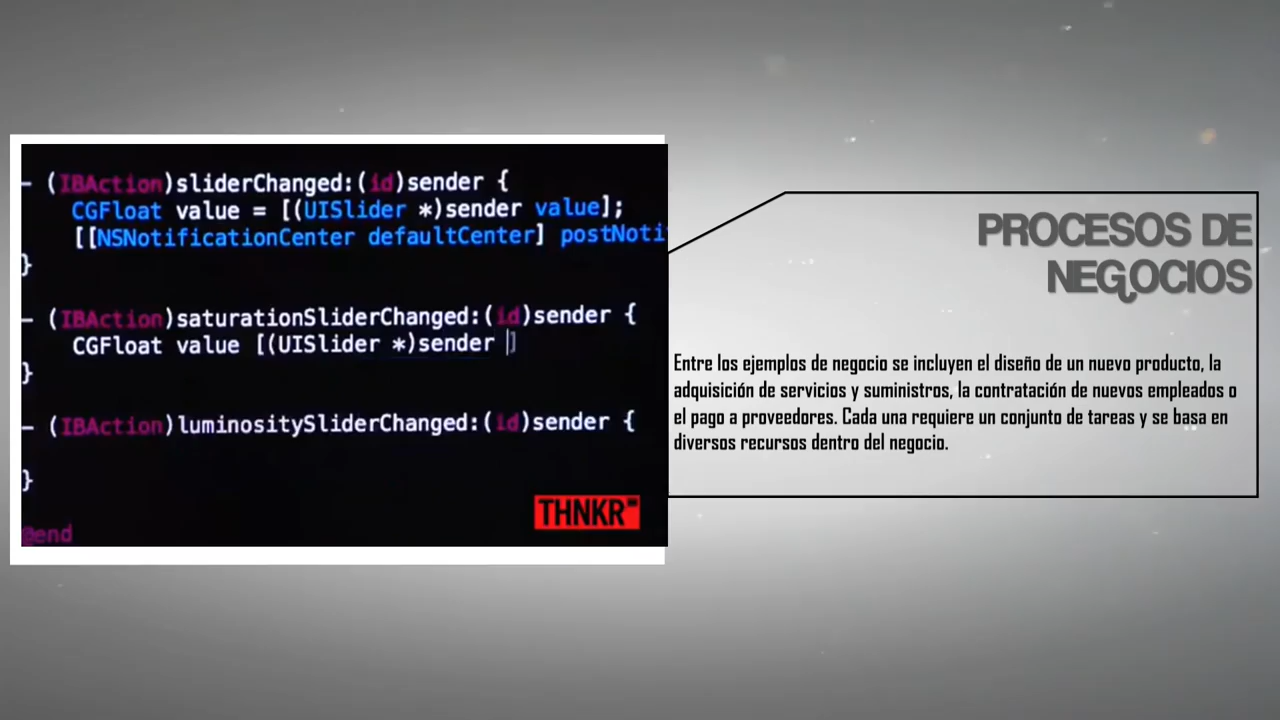 - (IBAction)sliderChanged:(id)sender {
CGFloat value = [(UISlider *)sender value];
[[NSNotificationCenter defaultCenter] postNoti
}
- (IBAction)saturationSliderChanged:(id)sender {
CGFloat value [(UISlider *)sender ]
}
- (IBAction)luminositySliderChanged:(id)sender {
}
@end
THNKR
PROCESOS DE
NEGOCIOS
Entre los ejemplos de negocio se incluyen el diseño de un nuevo producto, la
adquisición de servicios y suministros, la contratación de nuevos empleados o
el pago a proveedores. Cada una requiere un conjunto de tareas y se basa en
diversos recursos dentro del negocio.